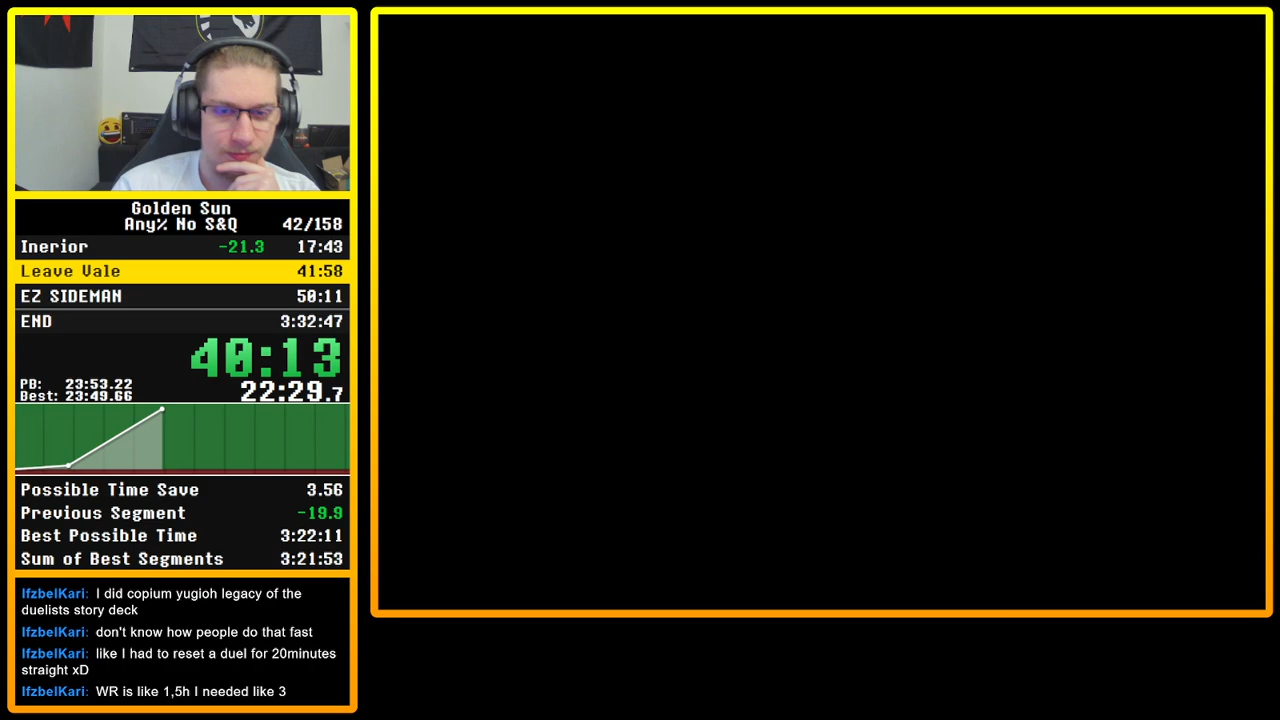 Golden Sun
Any% No S&Q 42/158
Inerior -21.3 17:43
Leave Vale 41:58
EZ SIDEMAN 50:11
END 3:32:47
40:13
PB: 23:53.22
Best: 23:49.66
22:29.7
Possible Time Save 3.56
Previous Segment -19.9
Best Possible Time 3:22:11
Sum of Best Segments 3:21:53
IfzbelKari: I did copium yugioh legacy of the
duelists story deck
IfzbelKari: don't know how people do that fast
IfzbelKari: like I had to reset a duel for 20minutes
straight xD
IfzbelKari: WR is like 1,5h I needed like 3